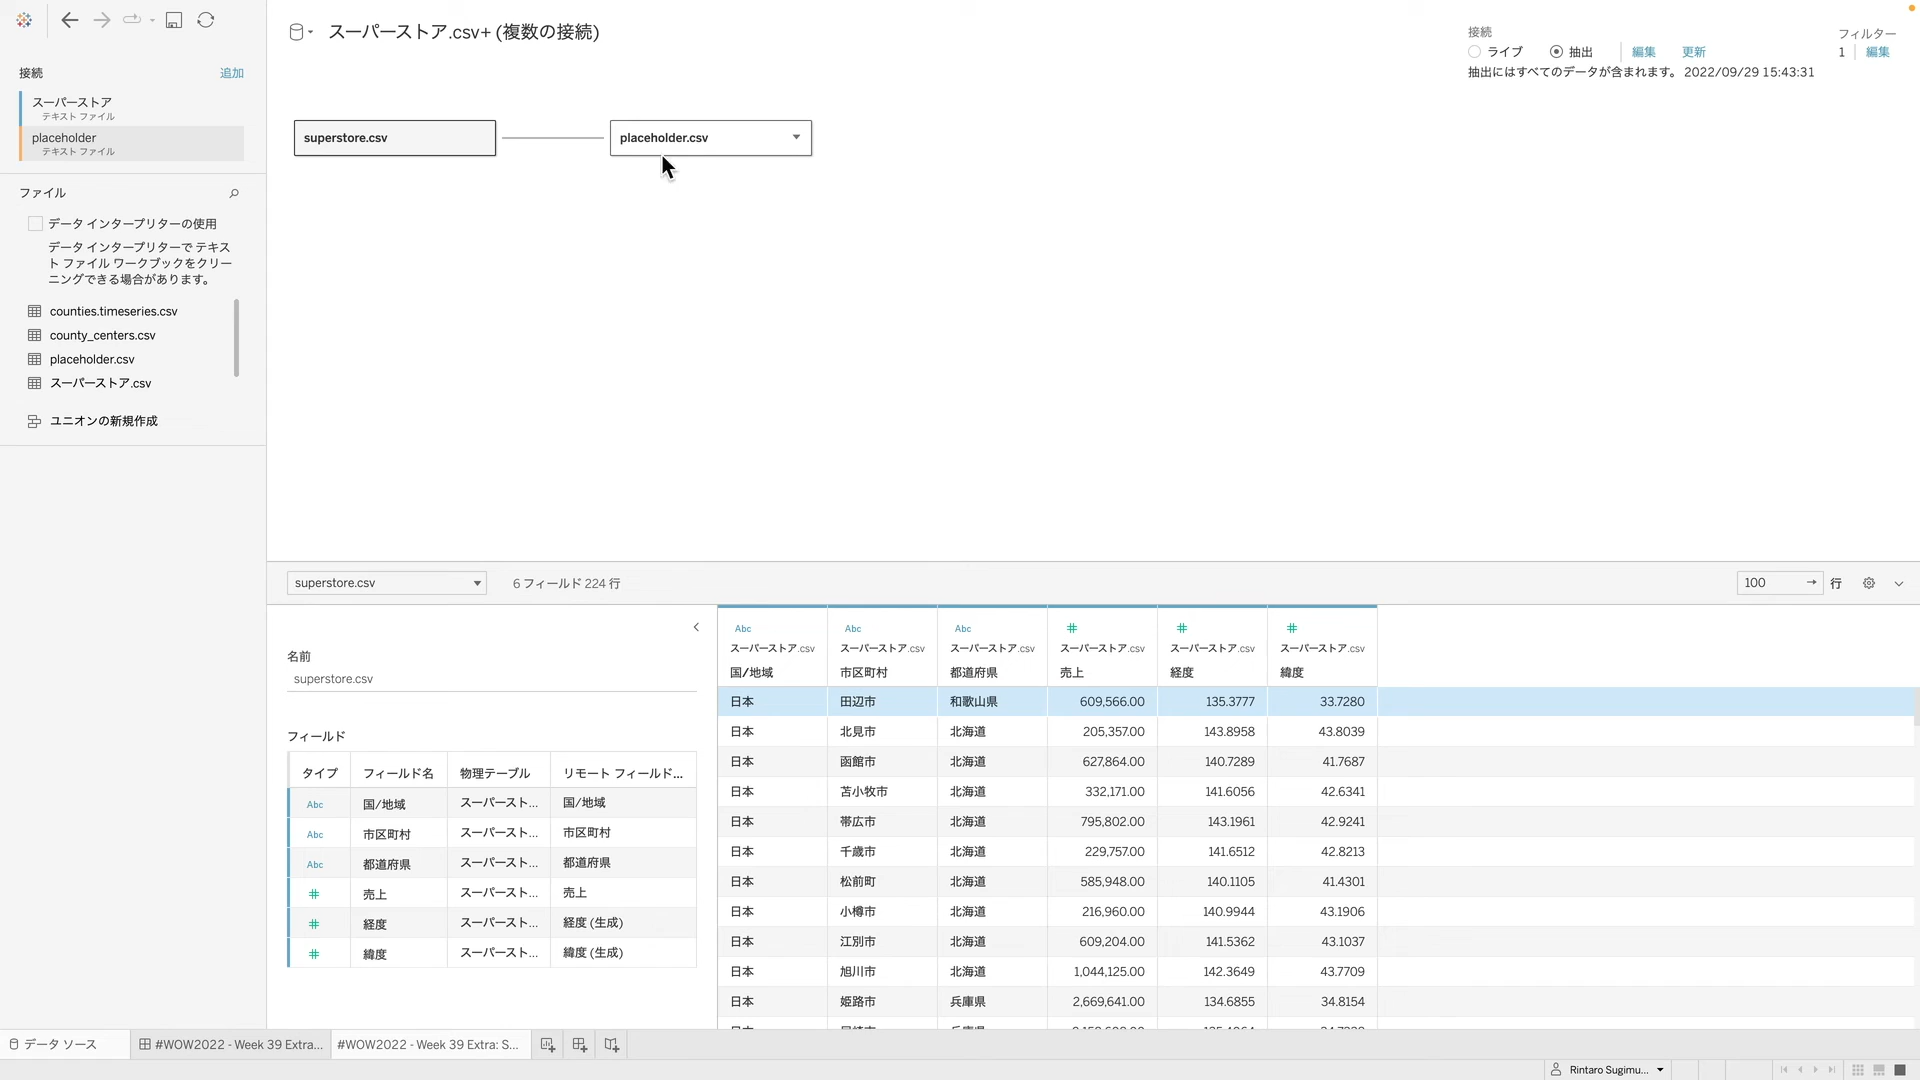 スーパーストア.csv+ (複数の接続)
接続
ライブ
抽出
編集
更新
抽出にはすべてのデータが含まれます。 2022/09/29 15:43:31
フィルター
1
編集
接続
追加
スーパーストア
テキスト ファイル
placeholder
テキスト ファイル
ファイル
データ インタープリターの使用
データ インタープリターで テキス
ト ファイル ワークブックをクリー
ニングできる場合があります。
counties.timeseries.csv
county_centers.csv
placeholder.csv
スーパーストア.csv
ユニオンの新規作成
superstore.csv
placeholder.csv
superstore.csv
6 フィールド 224 行
100
行
名前
superstore.csv
フィールド
タイプ フィールド名 物理テーブル リモート フィールド...
Abc 国/地域 スーパースト... 国/地域
Abc 市区町村 スーパースト... 市区町村
Abc 都道府県 スーパースト... 都道府県
# 売上 スーパースト... 売上
# 経度 スーパースト... 経度 (生成)
# 緯度 スーパースト... 緯度 (生成)
Abc Abc Abc # # #
スーパーストア.csv スーパーストア.csv スーパーストア.csv スーパーストア.csv スーパーストア.csv スーパーストア.csv
国/地域 市区町村 都道府県 売上 経度 緯度
日本 田辺市 和歌山県 609,566.00 135.3777 33.7280
日本 北見市 北海道 205,357.00 143.8958 43.8039
日本 函館市 北海道 627,864.00 140.7289 41.7687
日本 苫小牧市 北海道 332,171.00 141.6056 42.6341
日本 帯広市 北海道 795,802.00 143.1961 42.9241
日本 千歳市 北海道 229,757.00 141.6512 42.8213
日本 松前町 北海道 585,948.00 140.1105 41.4301
日本 小樽市 北海道 216,960.00 140.9944 43.1906
日本 江別市 北海道 609,204.00 141.5362 43.1037
日本 旭川市 北海道 1,044,125.00 142.3649 43.7709
日本 姫路市 兵庫県 2,669,641.00 134.6855 34.8154
データ ソース
#WOW2022 - Week 39 Extra...
#WOW2022 - Week 39 Extra: S...
Rintaro Sugimu...